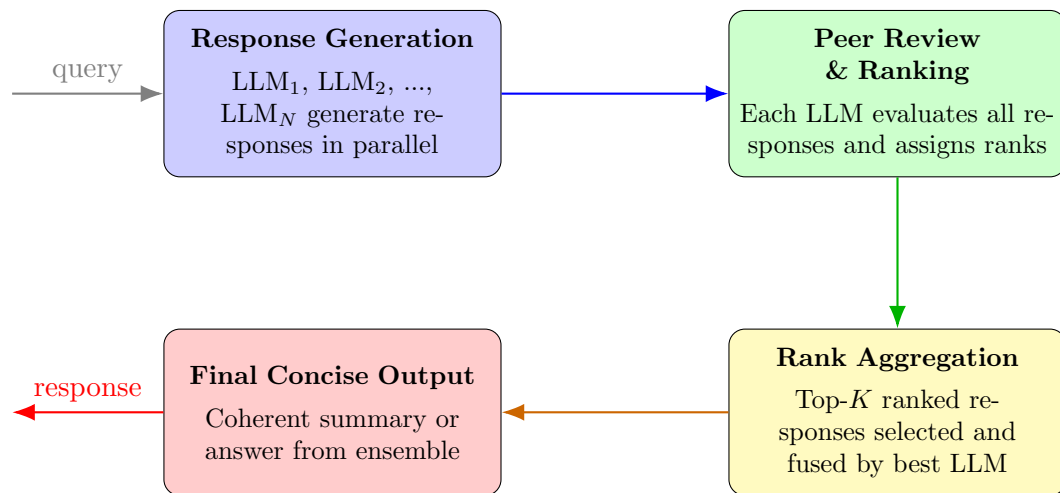 query
Response Generation
LLM₁, LLM₂, ...,
LLM_N generate re-
sponses in parallel
Peer Review
& Ranking
Each LLM evaluates all re-
sponses and assigns ranks
Rank Aggregation
Top-K ranked re-
sponses selected and
fused by best LLM
Final Concise Output
Coherent summary or
answer from ensemble
response